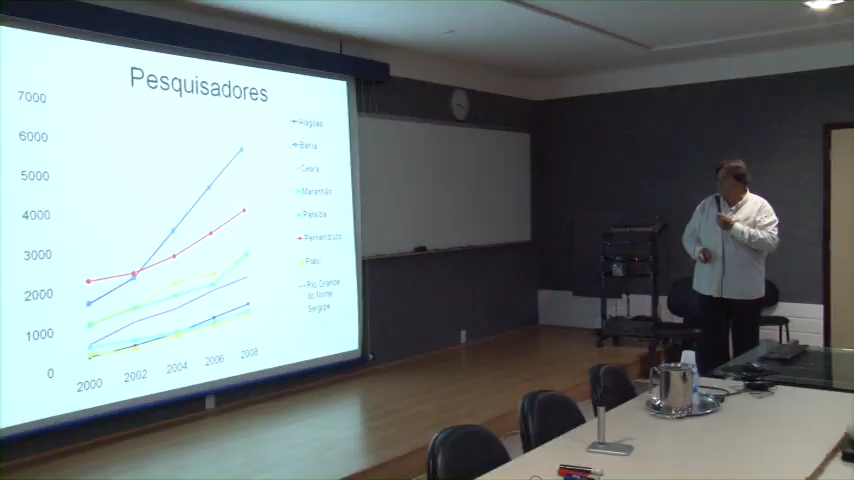 Pesquisadores
7000
6000
5000
4000
3000
2000
1000
0
2000 2002 2004 2006 2008
Alagoas
Bahia
Ceará
Maranhão
Paraíba
Pernambuco
Piauí
Rio Grande
do Norte
Sergipe